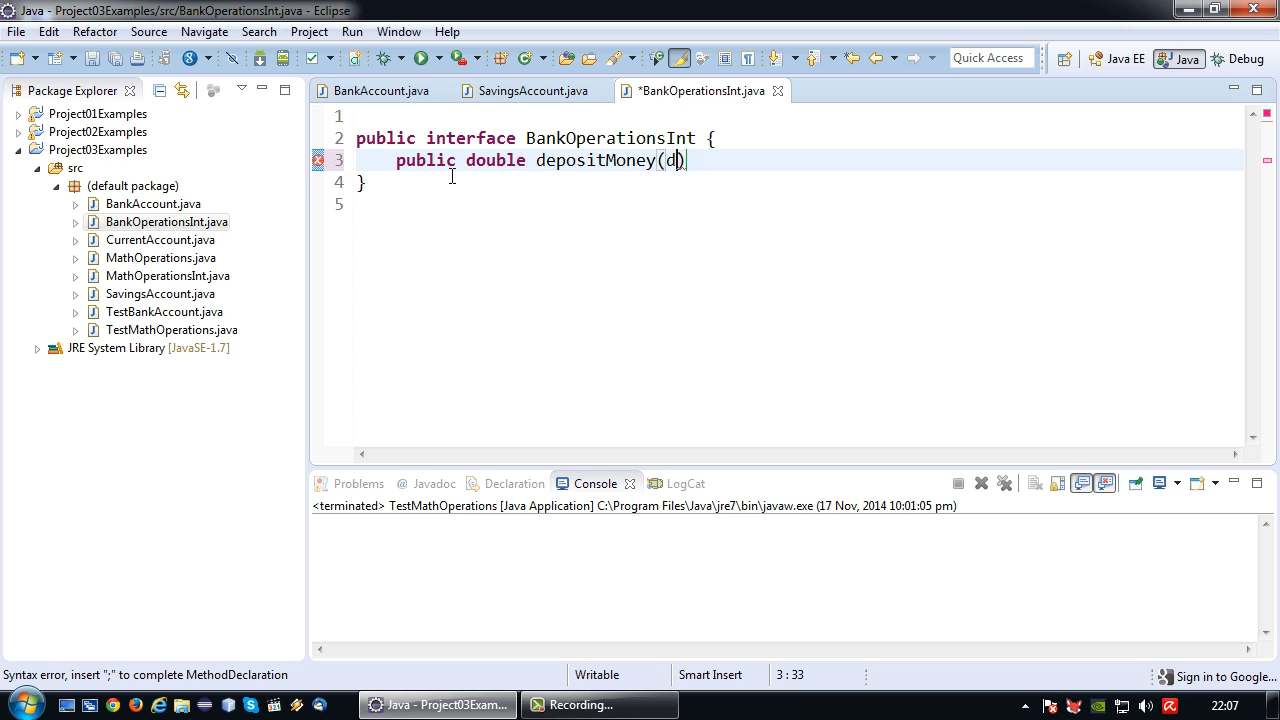 Java - Project03Examples/src/BankOperationsInt.java - Eclipse
File Edit Refactor Source Navigate Search Project Run Window Help
Quick Access Java EE Java Debug
Package Explorer
Project01Examples
Project02Examples
Project03Examples
src
(default package)
BankAccount.java
BankOperationsInt.java
CurrentAccount.java
MathOperations.java
MathOperationsInt.java
SavingsAccount.java
TestBankAccount.java
TestMathOperations.java
JRE System Library [JavaSE-1.7]
BankAccount.java SavingsAccount.java *BankOperationsInt.java
1
2 public interface BankOperationsInt {
3 public double depositMoney(d)
4 }
5
Problem Javadoc Declaration Console LogCat
<terminated> TestMathOperations [Java Application] C:\Program Files\Java\jre7\bin\javaw.exe (17 Nov, 2014 10:01:05 pm)
Syntax error, insert ";" to complete MethodDeclaration Writable Smart Insert 3 : 33 Sign in to Google...
Java - Project03Exam... Recording... 22:07